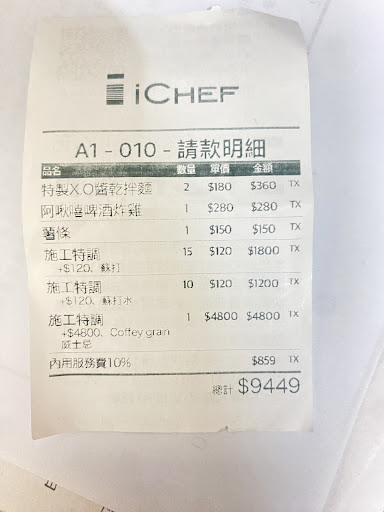 iCHEF
A1 - 010 - 請款明細
品名 數量 單價 金額
特製X.O醬乾拌麵 2 $180 $360 TX
阿啾嘻啤酒炸雞 1 $280 $280 TX
薯條 1 $150 $150 TX
施工特調 15 $120 $1800 TX
+$120、蘇打
施工特調 10 $120 $1200 TX
+$120、蘇打水
施工特調 1 $4800 $4800 TX
+$4800、Coffey grain
威士忌
內用服務費10% $859 TX
總計 $9449